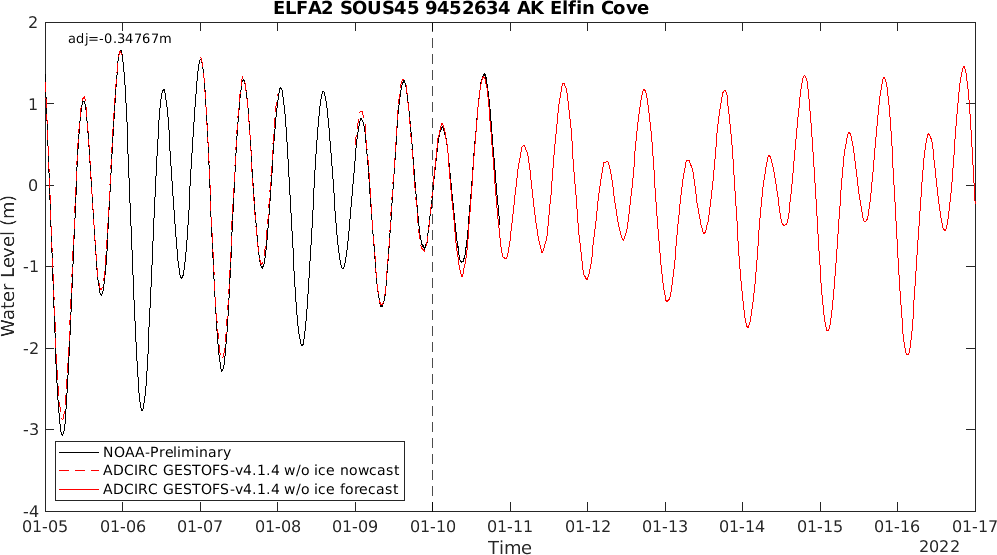 ELFA2 SOUS45 9452634 AK Elfin Cove
adj=-0.34767m
2
1
0
-1
-2
-3
-4
Water Level (m)
NOAA-Preliminary
ADCIRC GESTOFS-v4.1.4 w/o ice nowcast
ADCIRC GESTOFS-v4.1.4 w/o ice forecast
01-05 01-06 01-07 01-08 01-09 01-10 01-11 01-12 01-13 01-14 01-15 01-16 01-17
Time
2022